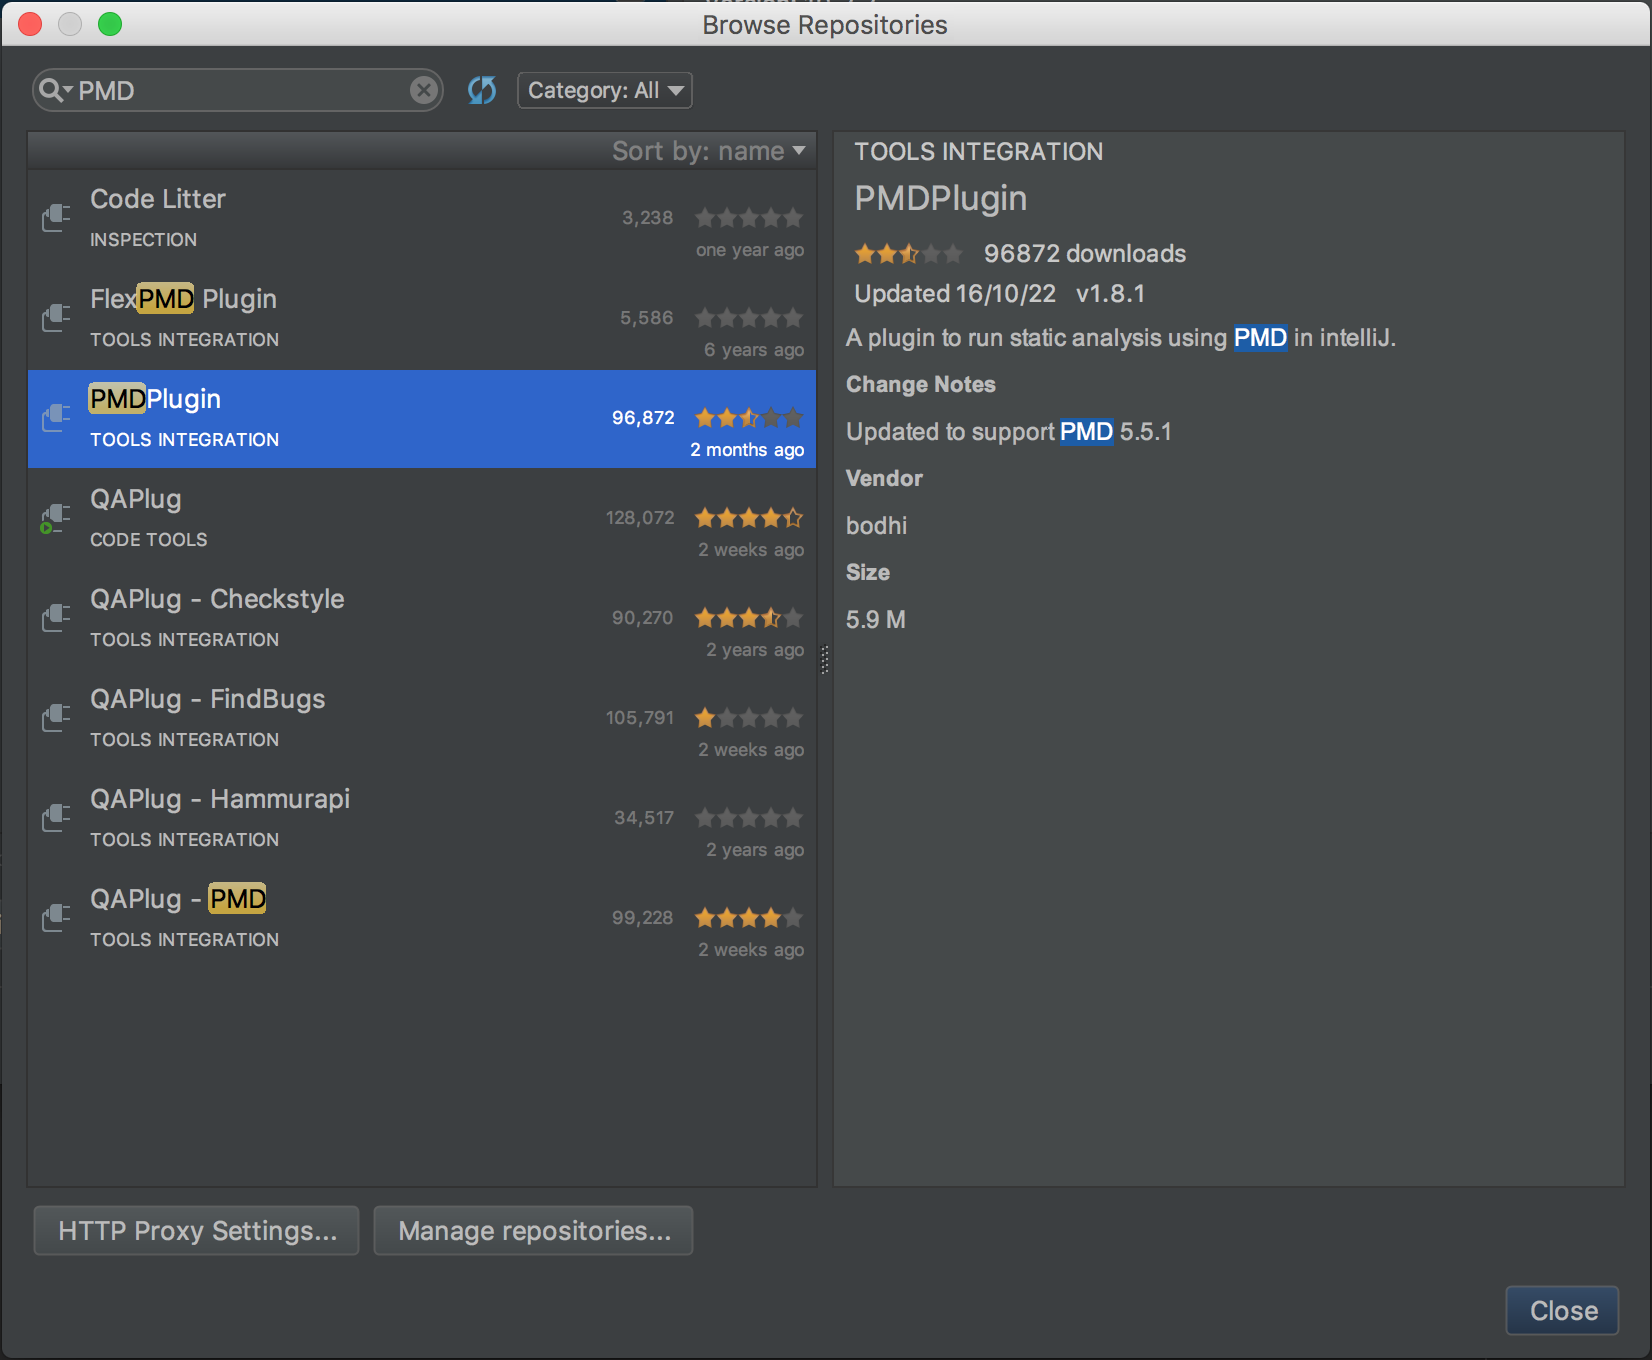 Browse Repositories
PMD
Category: All
Sort by: name
Code Litter
3,238
INSPECTION
one year ago
FlexPMD Plugin
5,586
TOOLS INTEGRATION
6 years ago
PMDPlugin
96,872
TOOLS INTEGRATION
2 months ago
QAPlug
128,072
CODE TOOLS
2 weeks ago
QAPlug - Checkstyle
90,270
TOOLS INTEGRATION
2 years ago
QAPlug - FindBugs
105,791
TOOLS INTEGRATION
2 weeks ago
QAPlug - Hammurapi
34,517
TOOLS INTEGRATION
2 years ago
QAPlug - PMD
99,228
TOOLS INTEGRATION
2 weeks ago
TOOLS INTEGRATION
PMDPlugin
96872 downloads
Updated 16/10/22 v1.8.1
A plugin to run static analysis using PMD in intelliJ.
Change Notes
Updated to support PMD 5.5.1
Vendor
bodhi
Size
5.9 M
HTTP Proxy Settings...
Manage repositories...
Close